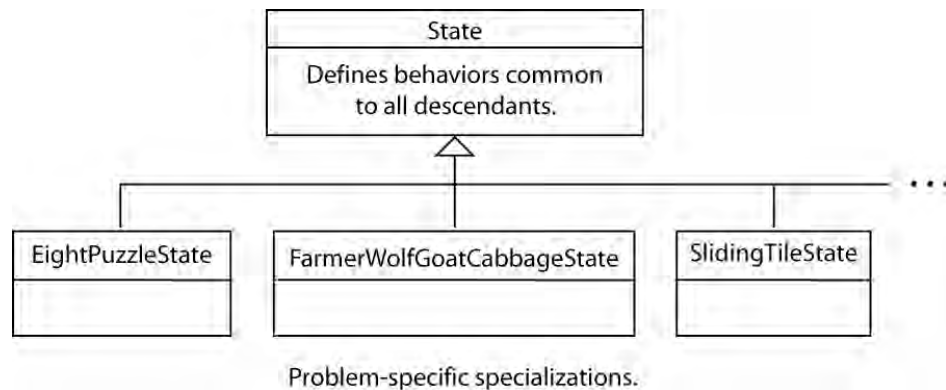 State
Defines behaviors common
to all descendants.
...
EightPuzzleState
FarmerWolfGoatCabbageState
SlidingTileState
Problem-specific specializations.